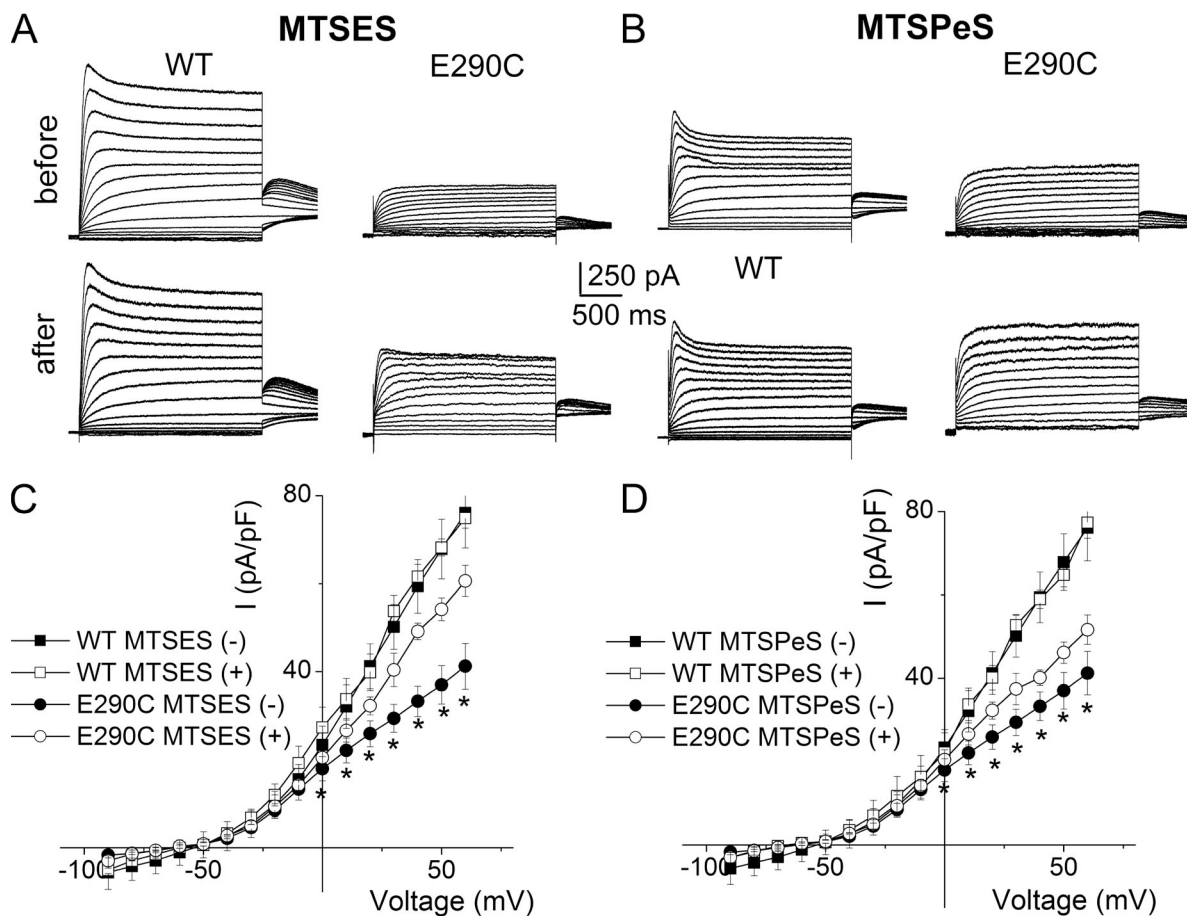 A
MTSES
B
MTSPeS
WT
E290C
E290C
before
WT
250 pA
500 ms
after
C
80
I (pA/pF)
WT MTSES (-)
WT MTSES (+)
40
E290C MTSES (-)
E290C MTSES (+)
* * * * * * *
-100
-50
50
Voltage (mV)
D
80
I (pA/pF)
WT MTSPeS (-)
WT MTSPeS (+)
40
E290C MTSPeS (-)
E290C MTSPeS (+)
* * * * * * *
-100
-50
50
Voltage (mV)